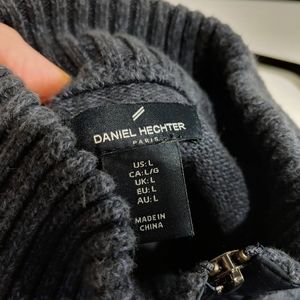 DANIEL HECHTER
PARIS
US: L
CA: L/G
UK: L
EU: L
AU: L
MADE IN
CHINA